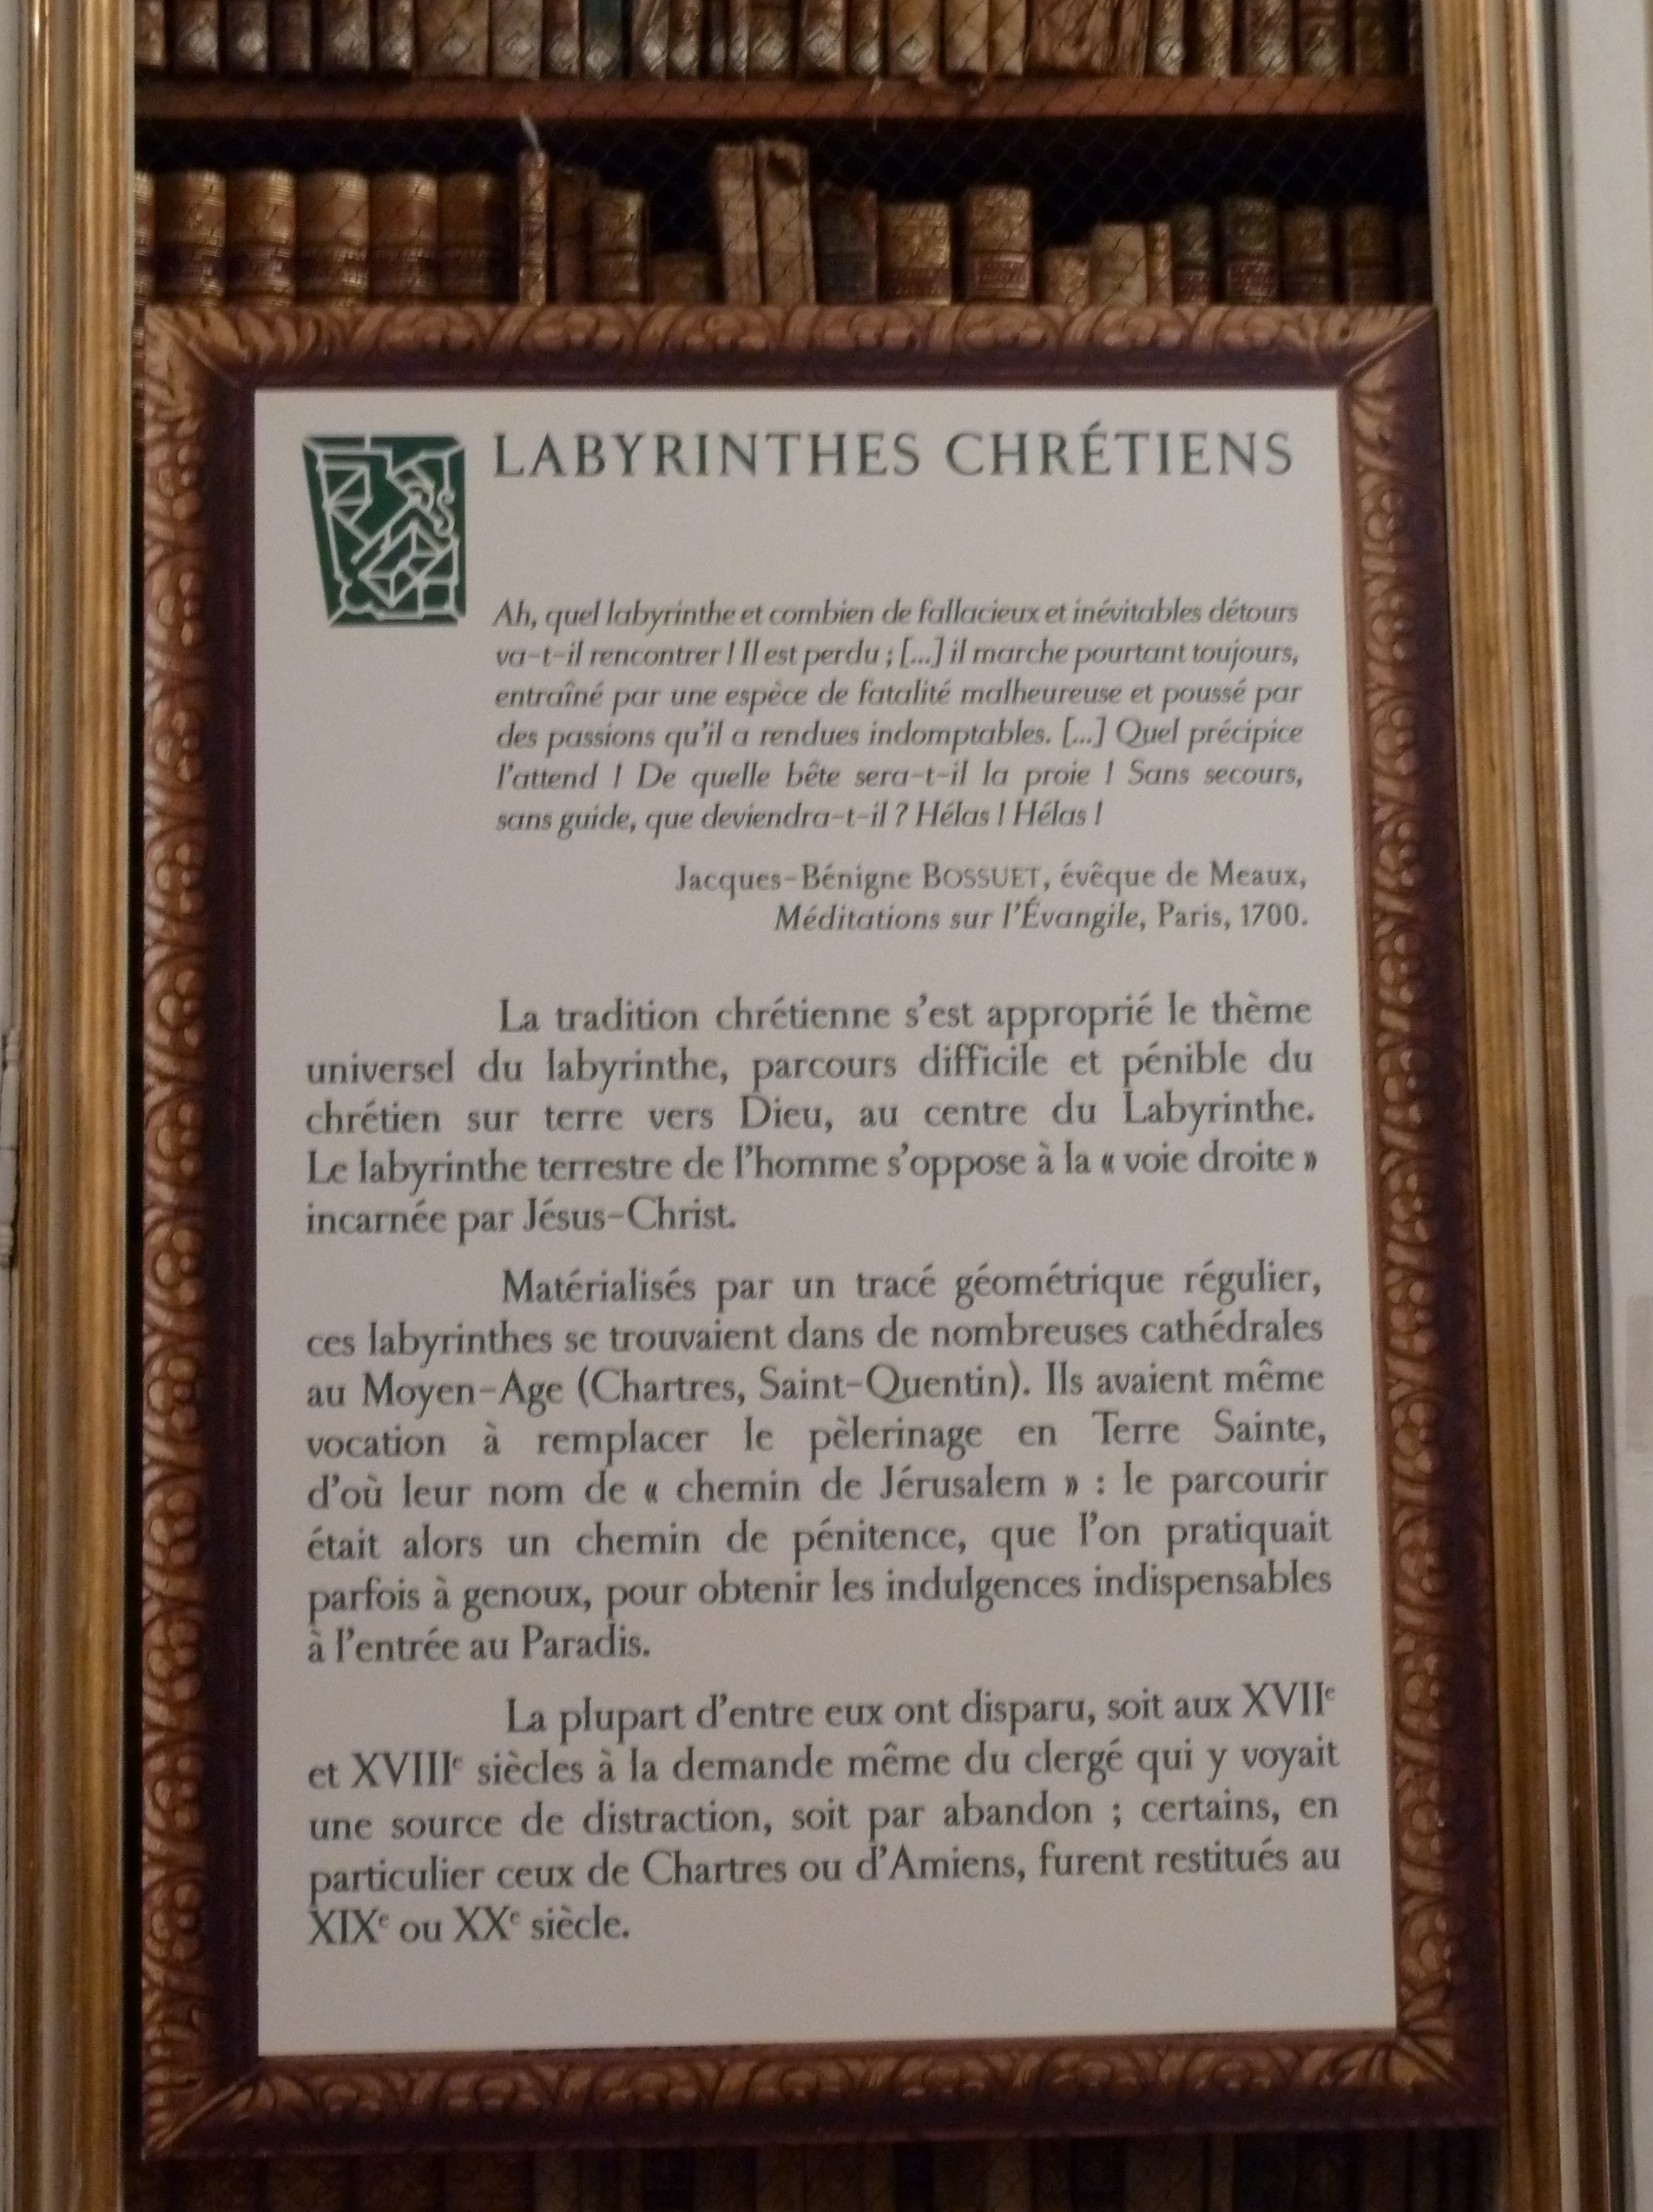 LABYRINTHES CHRÉTIENS
Ah, quel labyrinthe et combien de fallacieux et inévitables détours
va-t-il rencontrer ! Il est perdu ; [...] il marche pourtant toujours,
entraîné par une espèce de fatalité malheureuse et poussé par
des passions qu'il a rendues indomptables. [...] Quel précipice
l'attend ! De quelle bête sera-t-il la proie ! Sans secours,
sans guide, que deviendra-t-il ? Hélas ! Hélas !
Jacques-Bénigne BOSSUET, évêque de Meaux,
Méditations sur l'Évangile, Paris, 1700.
La tradition chrétienne s'est approprié le thème
universel du labyrinthe, parcours difficile et pénible du
chrétien sur terre vers Dieu, au centre du Labyrinthe.
Le labyrinthe terrestre de l'homme s'oppose à la « voie droite »
incarnée par Jésus-Christ.
Matérialisés par un tracé géométrique régulier,
ces labyrinthes se trouvaient dans de nombreuses cathédrales
au Moyen-Age (Chartres, Saint-Quentin). Ils avaient même
vocation à remplacer le pèlerinage en Terre Sainte,
d'où leur nom de « chemin de Jérusalem » : le parcourir
était alors un chemin de pénitence, que l'on pratiquait
parfois à genoux, pour obtenir les indulgences indispensables
à l'entrée au Paradis.
La plupart d'entre eux ont disparu, soit aux XVIIe
et XVIIIe siècles à la demande même du clergé qui y voyait
une source de distraction, soit par abandon ; certains, en
particulier ceux de Chartres ou d'Amiens, furent restitués au
XIXe ou XXe siècle.